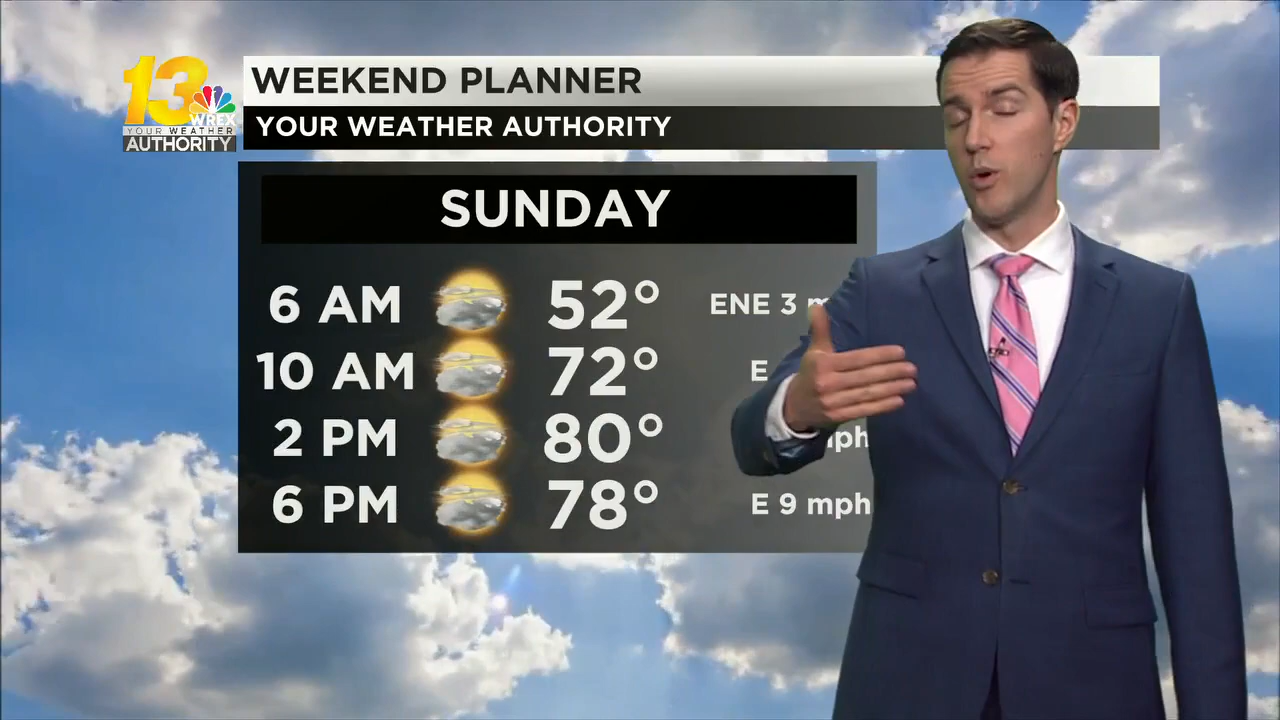 13
WREX
YOUR WEATHER
AUTHORITY
WEEKEND PLANNER
YOUR WEATHER AUTHORITY
SUNDAY
6 AM 52° ENE 3
10 AM 72° E
2 PM 80° mph
6 PM 78° E 9 mph